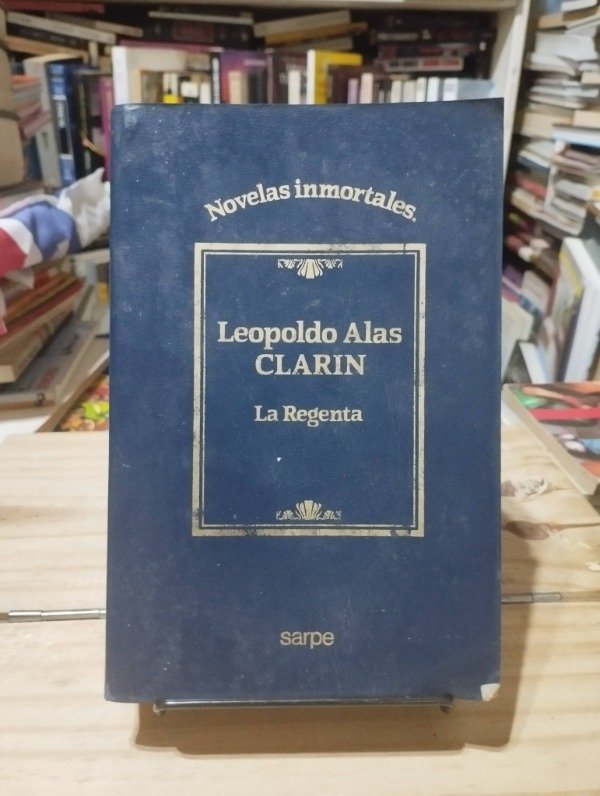 Novelas inmortales.
Leopoldo Alas
CLARIN
La Regenta
sarpe